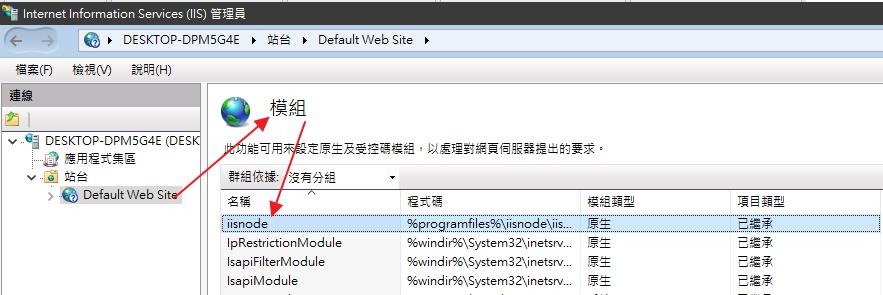 Internet Information Services (IIS) 管理員
DESKTOP-DPM5G4E 站台 Default Web Site
檔案(F) 檢視(V) 說明(H)
連線
DESKTOP-DPM5G4E (DESK
應用程式集區
站台
Default Web Site
模組
此功能可用來設定原生及受控碼模組，以處理對網頁伺服器提出的要求。
群組依據: 沒有分組
名稱 程式碼 模組類型 項目類型
iisnode %programfiles%\iisnode\iis... 原生 已繼承
IpRestrictionModule %windir%\System32\inetsrv... 原生 已繼承
IsapiFilterModule %windir%\System32\inetsrv... 原生 已繼承
IsapiModule %windir%\System32\inetsrv... 原生 已繼承